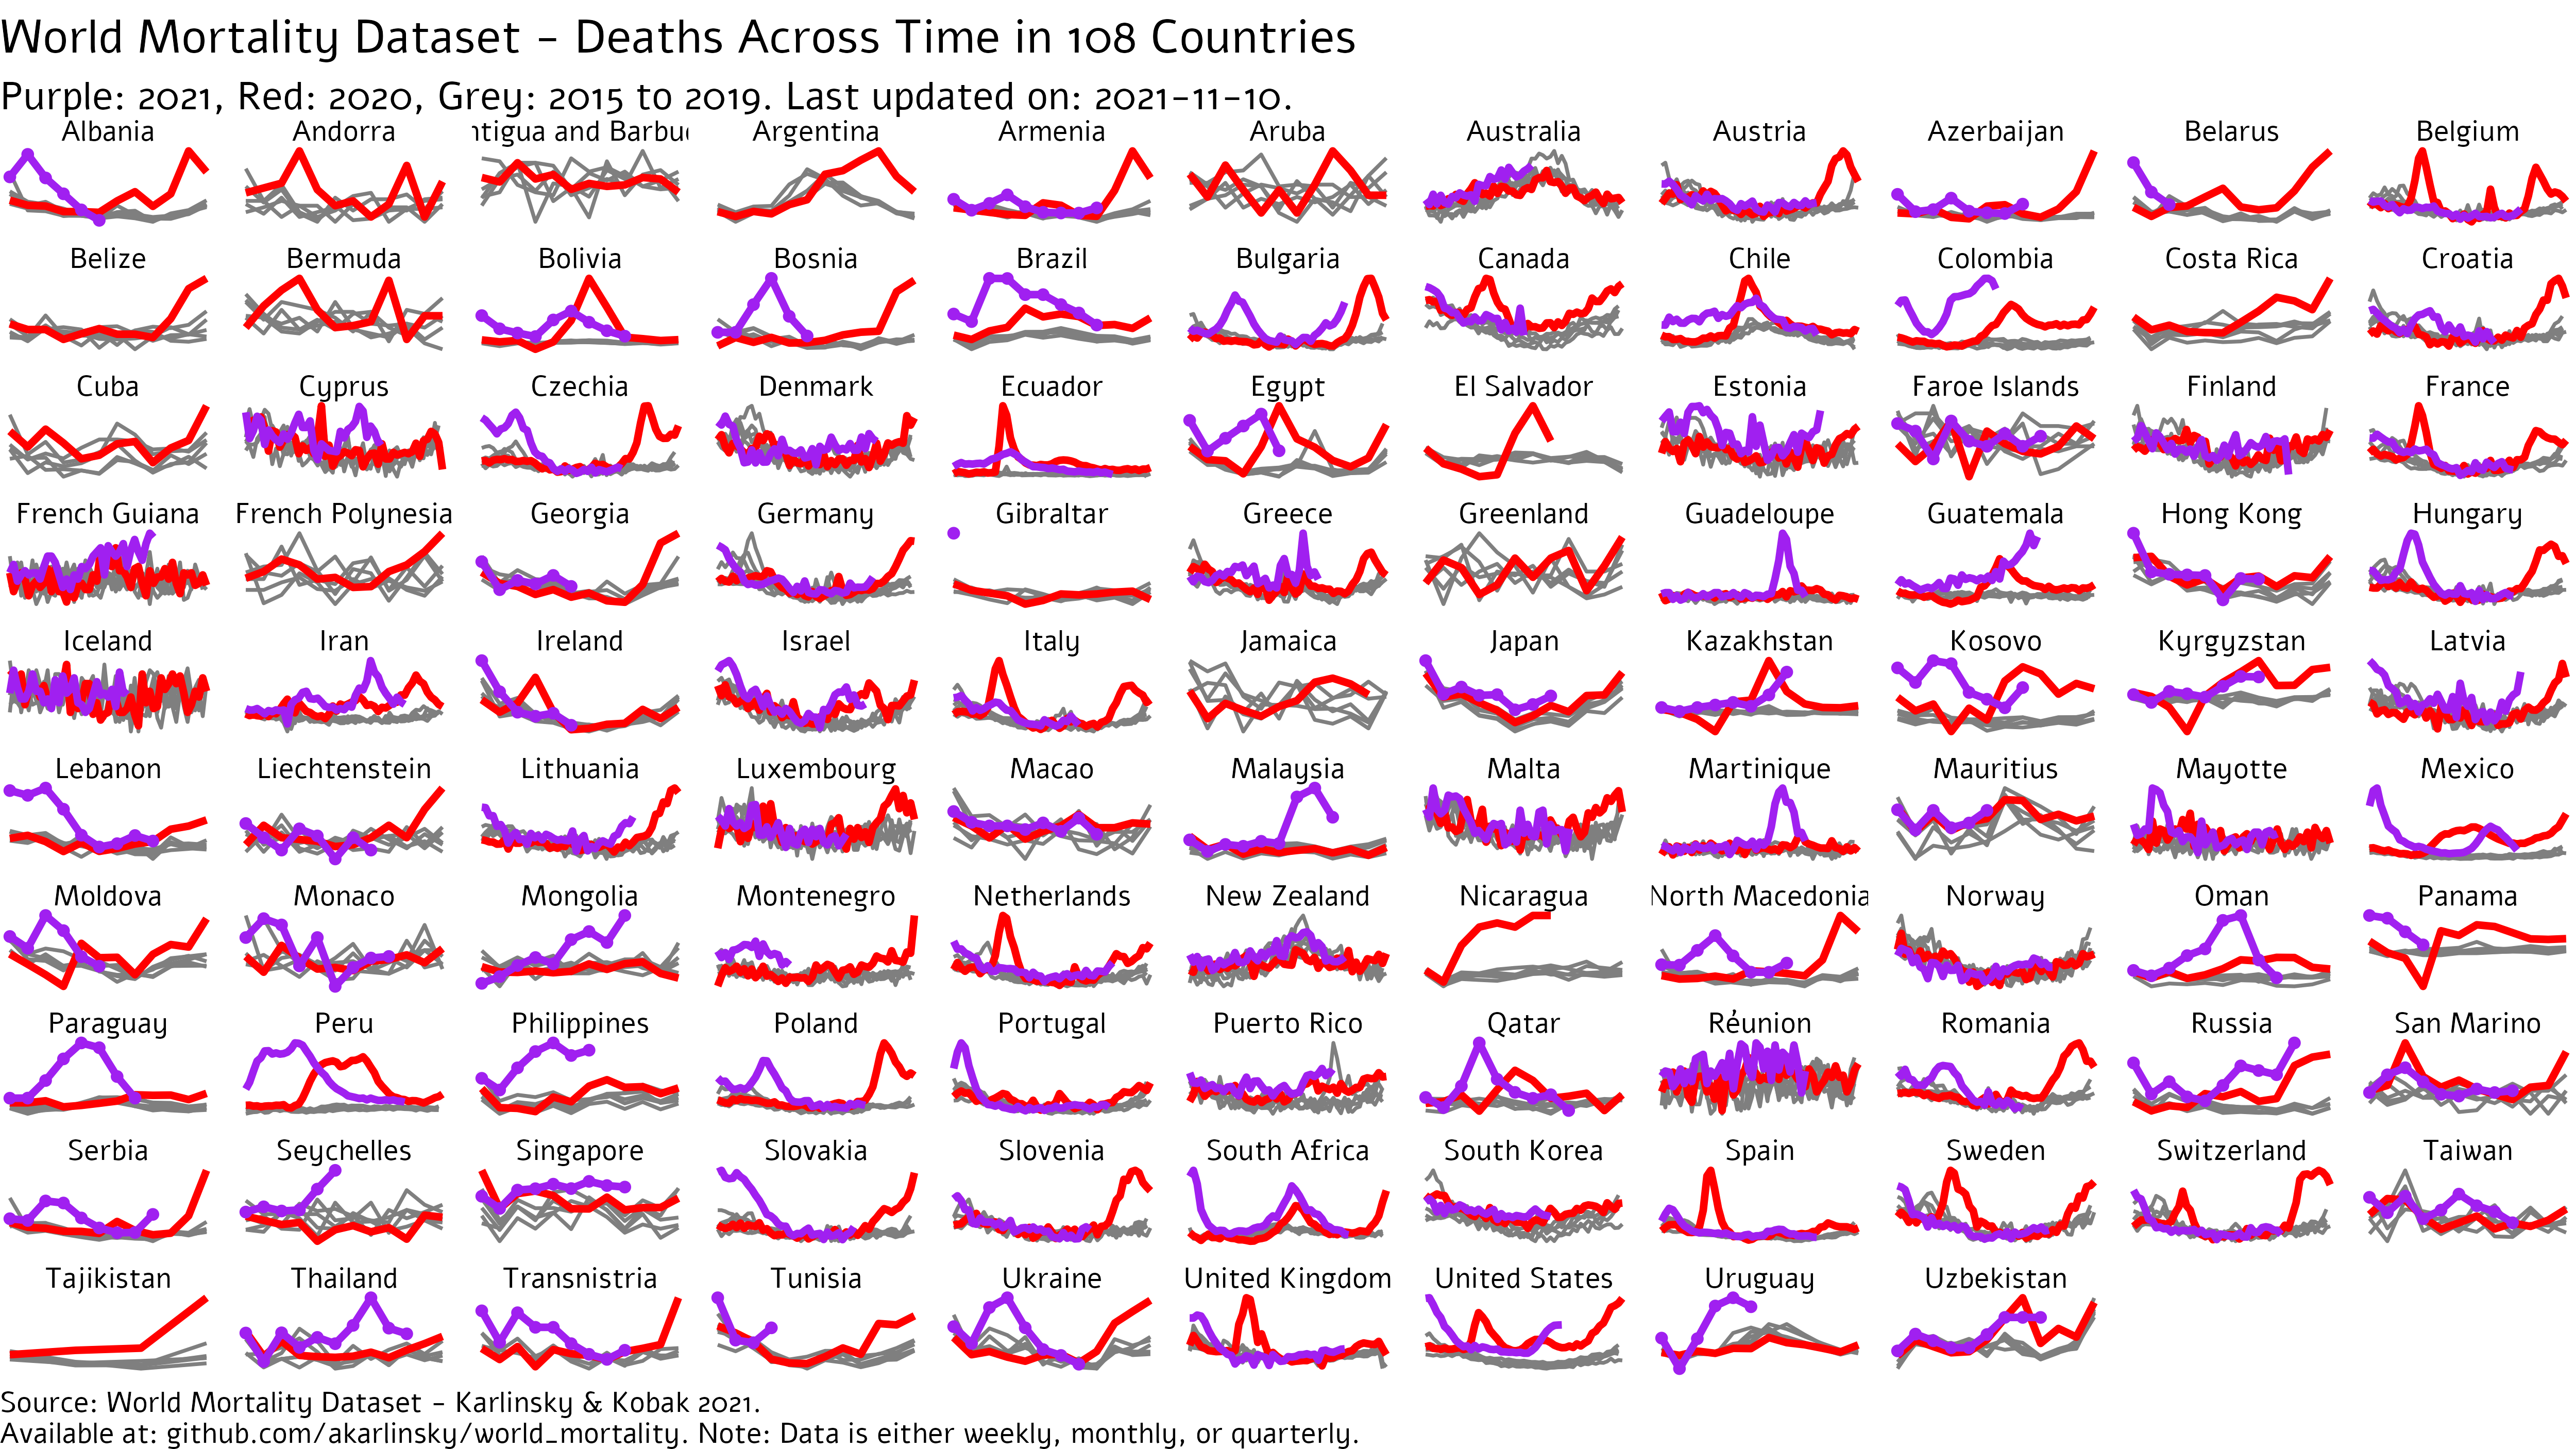 World Mortality Dataset - Deaths Across Time in 108 Countries
Purple: 2021, Red: 2020, Grey: 2015 to 2019. Last updated on: 2021-11-10.
Albania Andorra ntigua and Barbu Argentina Armenia Aruba Australia Austria Azerbaijan Belarus Belgium
Belize Bermuda Bolivia Bosnia Brazil Bulgaria Canada Chile Colombia Costa Rica Croatia
Cuba Cyprus Czechia Denmark Ecuador Egypt El Salvador Estonia Faroe Islands Finland France
French Guiana French Polynesia Georgia Germany Gibraltar Greece Greenland Guadeloupe Guatemala Hong Kong Hungary
Iceland Iran Ireland Israel Italy Jamaica Japan Kazakhstan Kosovo Kyrgyzstan Latvia
Lebanon Liechtenstein Lithuania Luxembourg Macao Malaysia Malta Martinique Mauritius Mayotte Mexico
Moldova Monaco Mongolia Montenegro Netherlands New Zealand Nicaragua North Macedonia Norway Oman Panama
Paraguay Peru Philippines Poland Portugal Puerto Rico Qatar Réunion Romania Russia San Marino
Serbia Seychelles Singapore Slovakia Slovenia South Africa South Korea Spain Sweden Switzerland Taiwan
Tajikistan Thailand Transnistria Tunisia Ukraine United Kingdom United States Uruguay Uzbekistan
Source: World Mortality Dataset - Karlinsky & Kobak 2021.
Available at: github.com/akarlinsky/world_mortality. Note: Data is either weekly, monthly, or quarterly.